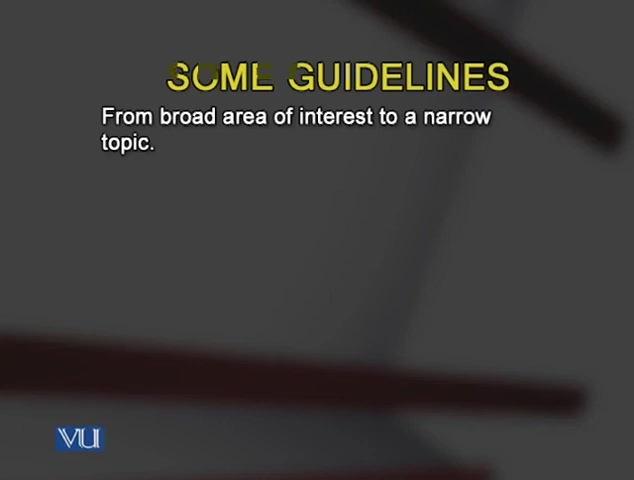 SOME GUIDELINES
From broad area of interest to a narrow
topic.
VU